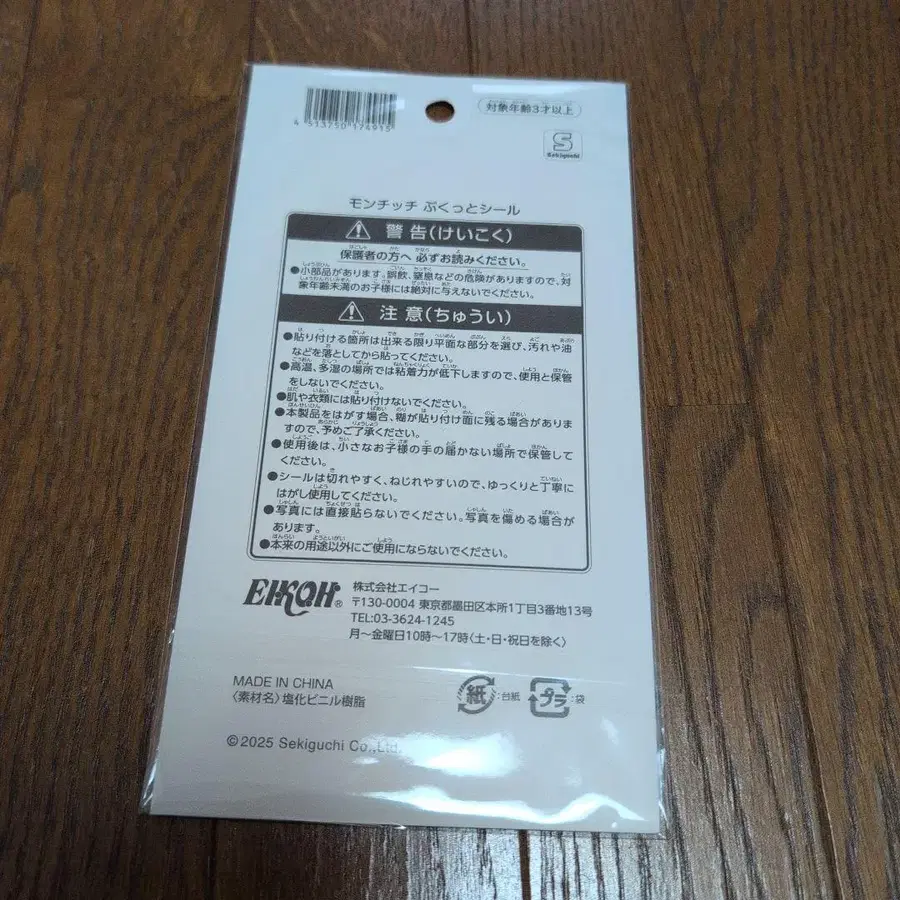 4 513750 174915
対象年齢3才以上
S
Sekiguchi
モンチッチ ぷくっとシール
警告(けいこく)
保護者の方へ 必ずお読みください。
●小部品があります。誤飲、窒息などの危険がありますので、対
象年齢未満のお子様には絶対に与えないでください。
注意(ちゅうい)
●貼り付ける箇所は出来る限り平面な部分を選び、汚れや油
などを落としてから貼ってください。
●高温、多湿の場所では粘着力が低下しますので、使用と保管
をしないでください。
●肌や衣類には貼り付けないでください。
●本製品をはがす場合、糊が貼り付け面に残る場合がありま
すので、予めご了承ください。
●使用後は、小さなお子様の手の届かない場所で保管して
ください。
●シールは切れやすく、ねじれやすいので、ゆっくりと丁寧に
はがし使用してください。
●写真には直接貼らないでください。写真を傷める場合が
あります。
●本来の用途以外にご使用にならないでください。
EIKOH®
株式会社エイコー
〒130-0004 東京都墨田区本所1丁目3番地13号
TEL:03-3624-1245
月~金曜日10時~17時(土・日・祝日を除く)
MADE IN CHINA
〈素材名〉塩化ビニル樹脂
紙 :台紙
プラ :袋
©2025 Sekiguchi Co.,Ltd.